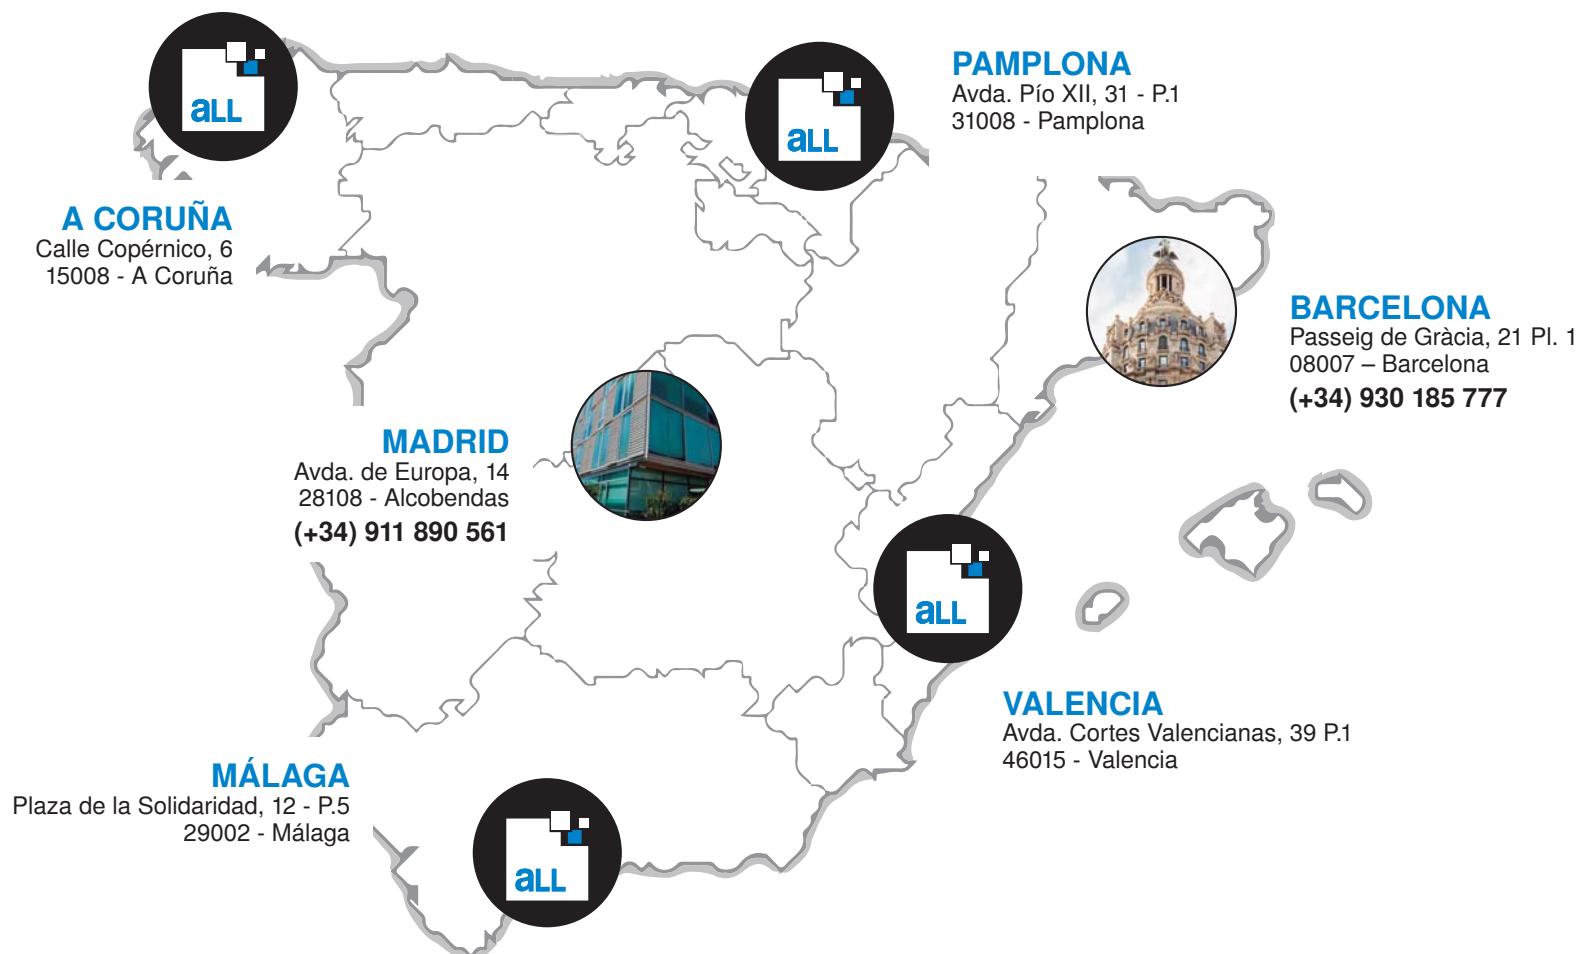 aLL
aLL
PAMPLONA
Avda. Pío XII, 31 - P.1
31008 - Pamplona
A CORUÑA
Calle Copérnico, 6
15008 - A Coruña
BARCELONA
Passeig de Gràcia, 21 Pl. 1
08007 – Barcelona
(+34) 930 185 777
MADRID
Avda. de Europa, 14
28108 - Alcobendas
(+34) 911 890 561
aLL
VALENCIA
Avda. Cortes Valencianas, 39 P.1
46015 - Valencia
MÁLAGA
Plaza de la Solidaridad, 12 - P.5
29002 - Málaga
aLL